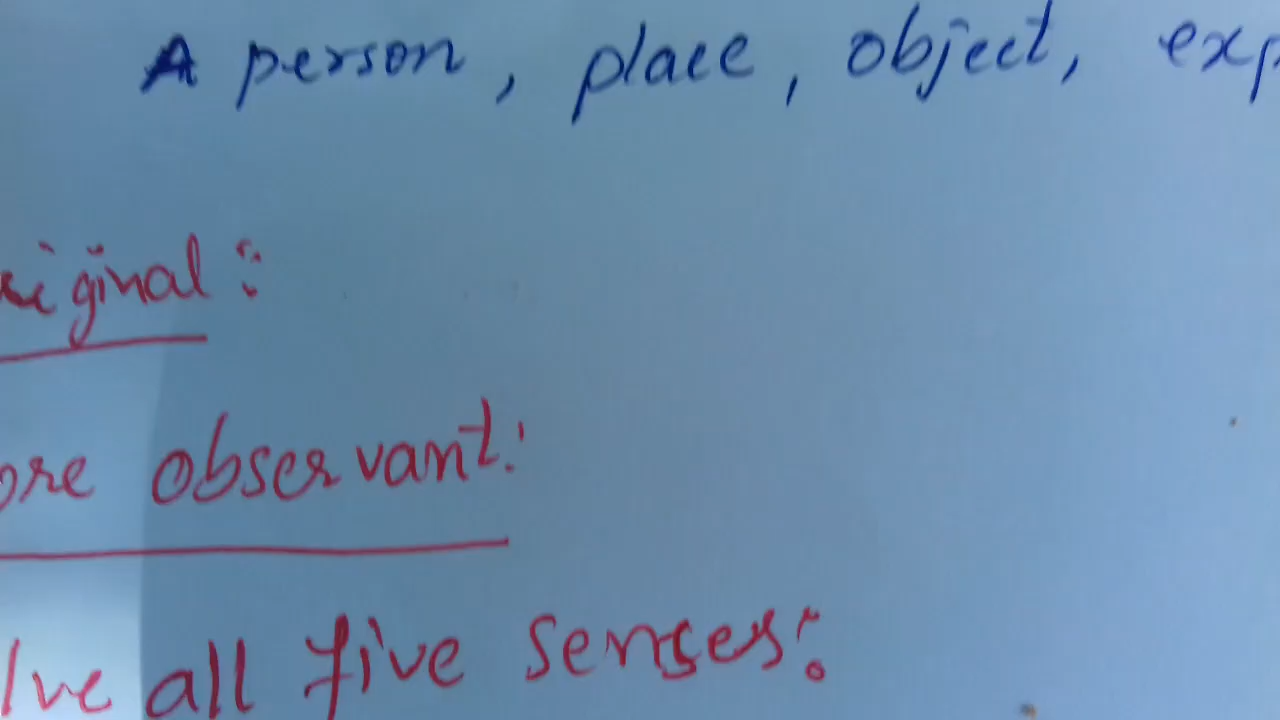 A person, place, object, exp
riginal:
ore observant:
lve all five senses: